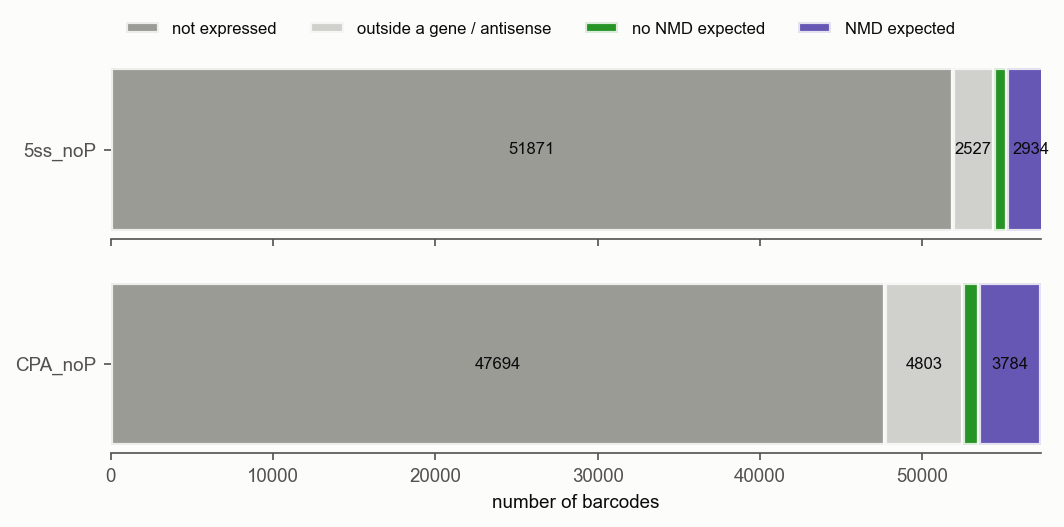 not expressed outside a gene / antisense no NMD expected NMD expected
5ss_noP 51871 2527 2934
CPA_noP 47694 4803 3784
0 10000 20000 30000 40000 50000
number of barcodes